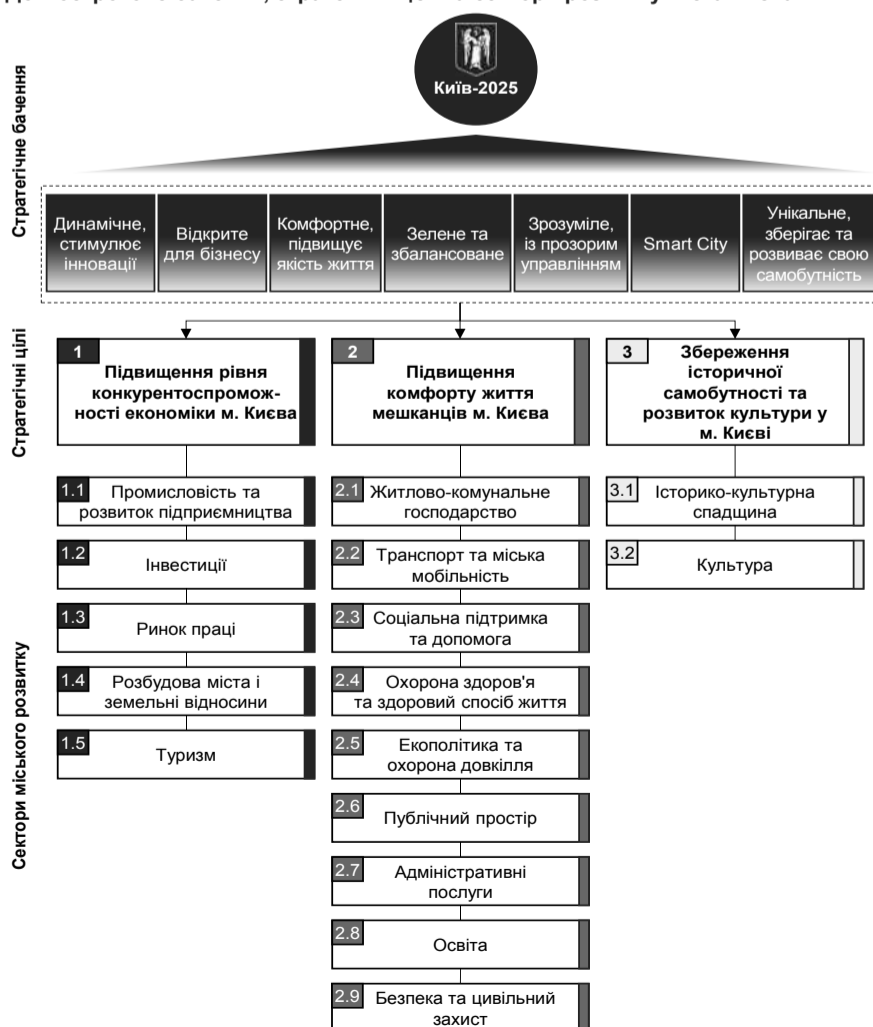 Київ-2025
Стратегічне бачення
Динамічне,
стимулює
інновації
Відкрите
для бізнесу
Комфортне,
підвищує
якість життя
Зелене та
збалансоване
Зрозуміле,
із прозорим
управлінням
Smart City
Унікальне,
зберігає та
розвиває свою
самобутність
Стратегічні цілі
1
Підвищення рівня
конкурентоспромож-
ності економіки м. Києва
2
Підвищення
комфорту життя
мешканців м. Києва
3
Збереження
історичної
самобутності та
розвиток культури у
м. Києві
Сектори міського розвитку
1.1
Промисловість та
розвиток підприємництва
1.2
Інвестиції
1.3
Ринок праці
1.4
Розбудова міста і
земельні відносини
1.5
Туризм
2.1
Житлово-комунальне
господарство
2.2
Транспорт та міська
мобільність
2.3
Соціальна підтримка
та допомога
2.4
Охорона здоров'я
та здоровий спосіб життя
2.5
Екополітика та
охорона довкілля
2.6
Публічний простір
2.7
Адміністративні
послуги
2.8
Освіта
2.9
Безпека та цивільний
захист
3.1
Історико-культурна
спадщина
3.2
Культура